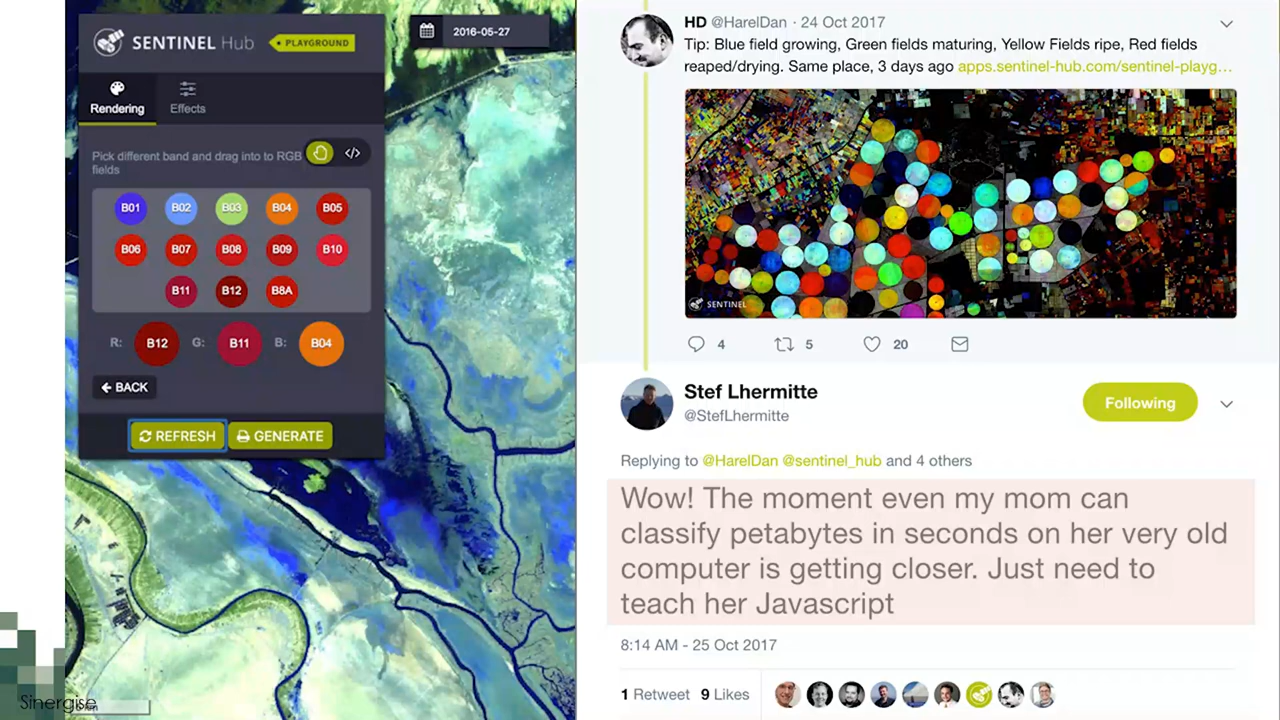 SENTINEL Hub
PLAYGROUND
2016-05-27
Rendering
Effects
Pick different band and drag into to RGB
fields
</>
B01 B02 B03 B04 B05
B06 B07 B08 B09 B10
B11 B12 B8A
R: B12 G: B11 B: B04
BACK
REFRESH
GENERATE
Sinergise
HD @HarelDan · 24 Oct 2017
Tip: Blue field growing, Green fields maturing, Yellow Fields ripe, Red fields
reaped/drying. Same place, 3 days ago apps.sentinel-hub.com/sentinel-playg…
SENTINEL
4 5 20
Stef Lhermitte
@StefLhermitte
Following
Replying to @HarelDan @sentinel_hub and 4 others
Wow! The moment even my mom can
classify petabytes in seconds on her very old
computer is getting closer. Just need to
teach her Javascript
8:14 AM - 25 Oct 2017
1 Retweet 9 Likes